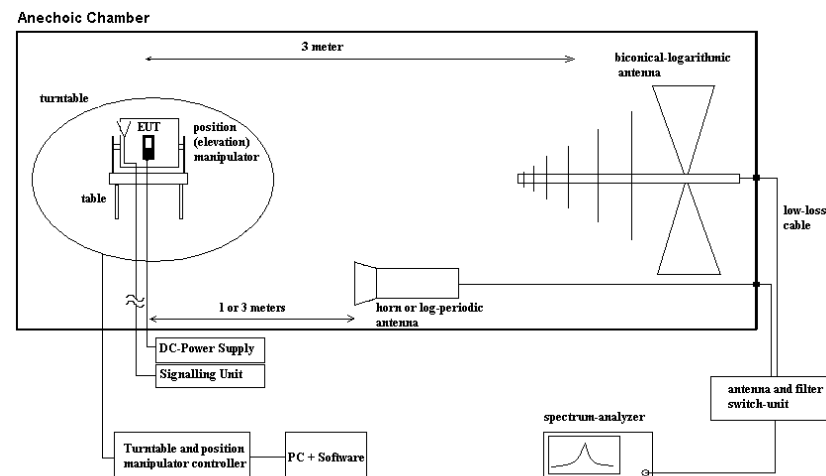 Anechoic Chamber
3 meter
biconical-logarithmic
antenna
turntable
EUT
position
(elevation)
manipulator
table
low-loss
cable
1 or 3 meters
horn or log-periodic
antenna
DC-Power Supply
Signalling Unit
antenna and filter
switch-unit
spectrum-analyzer
Turntable and position
manipulator controller
PC + Software